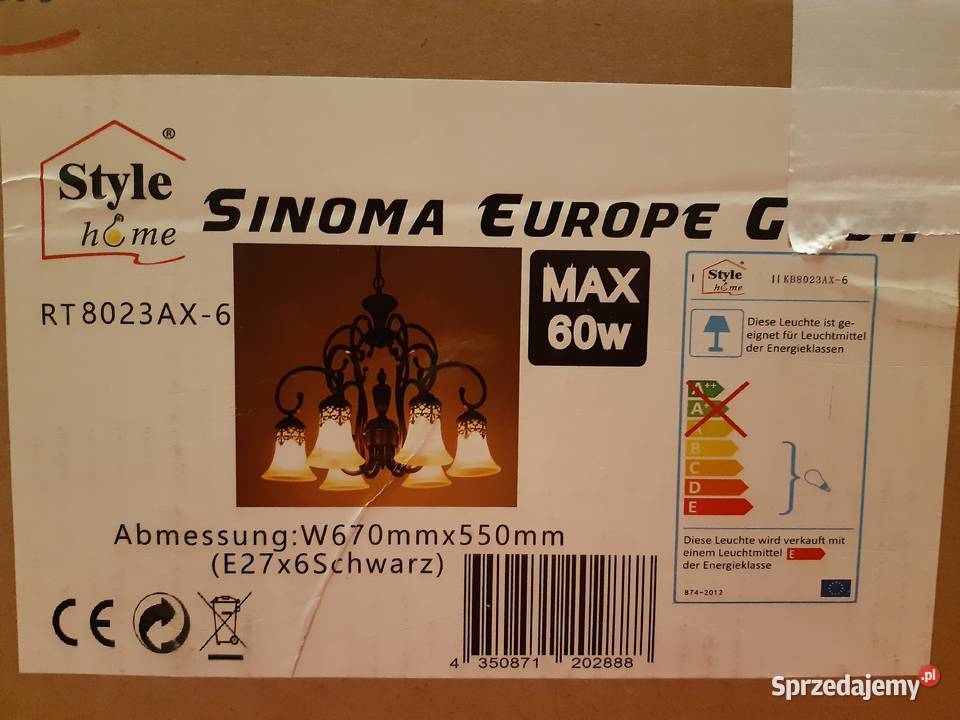 Style
home
®
SINOMA EUROPE
RT8023AX-6
MAX
60W
Style
home
II KB8023AX-6
Diese Leuchte ist ge-
eignet für Leuchtmittel
der Energieklassen
A++
A+
A
B
C
D
E
Diese Leuchte wird verkauft mit
einem Leuchtmittel E
der Energieklasse
874-2012
Abmessung:W670mmx550mm
(E27x6Schwarz)
CE
4 350871 202888
Sprzedajemy.pl